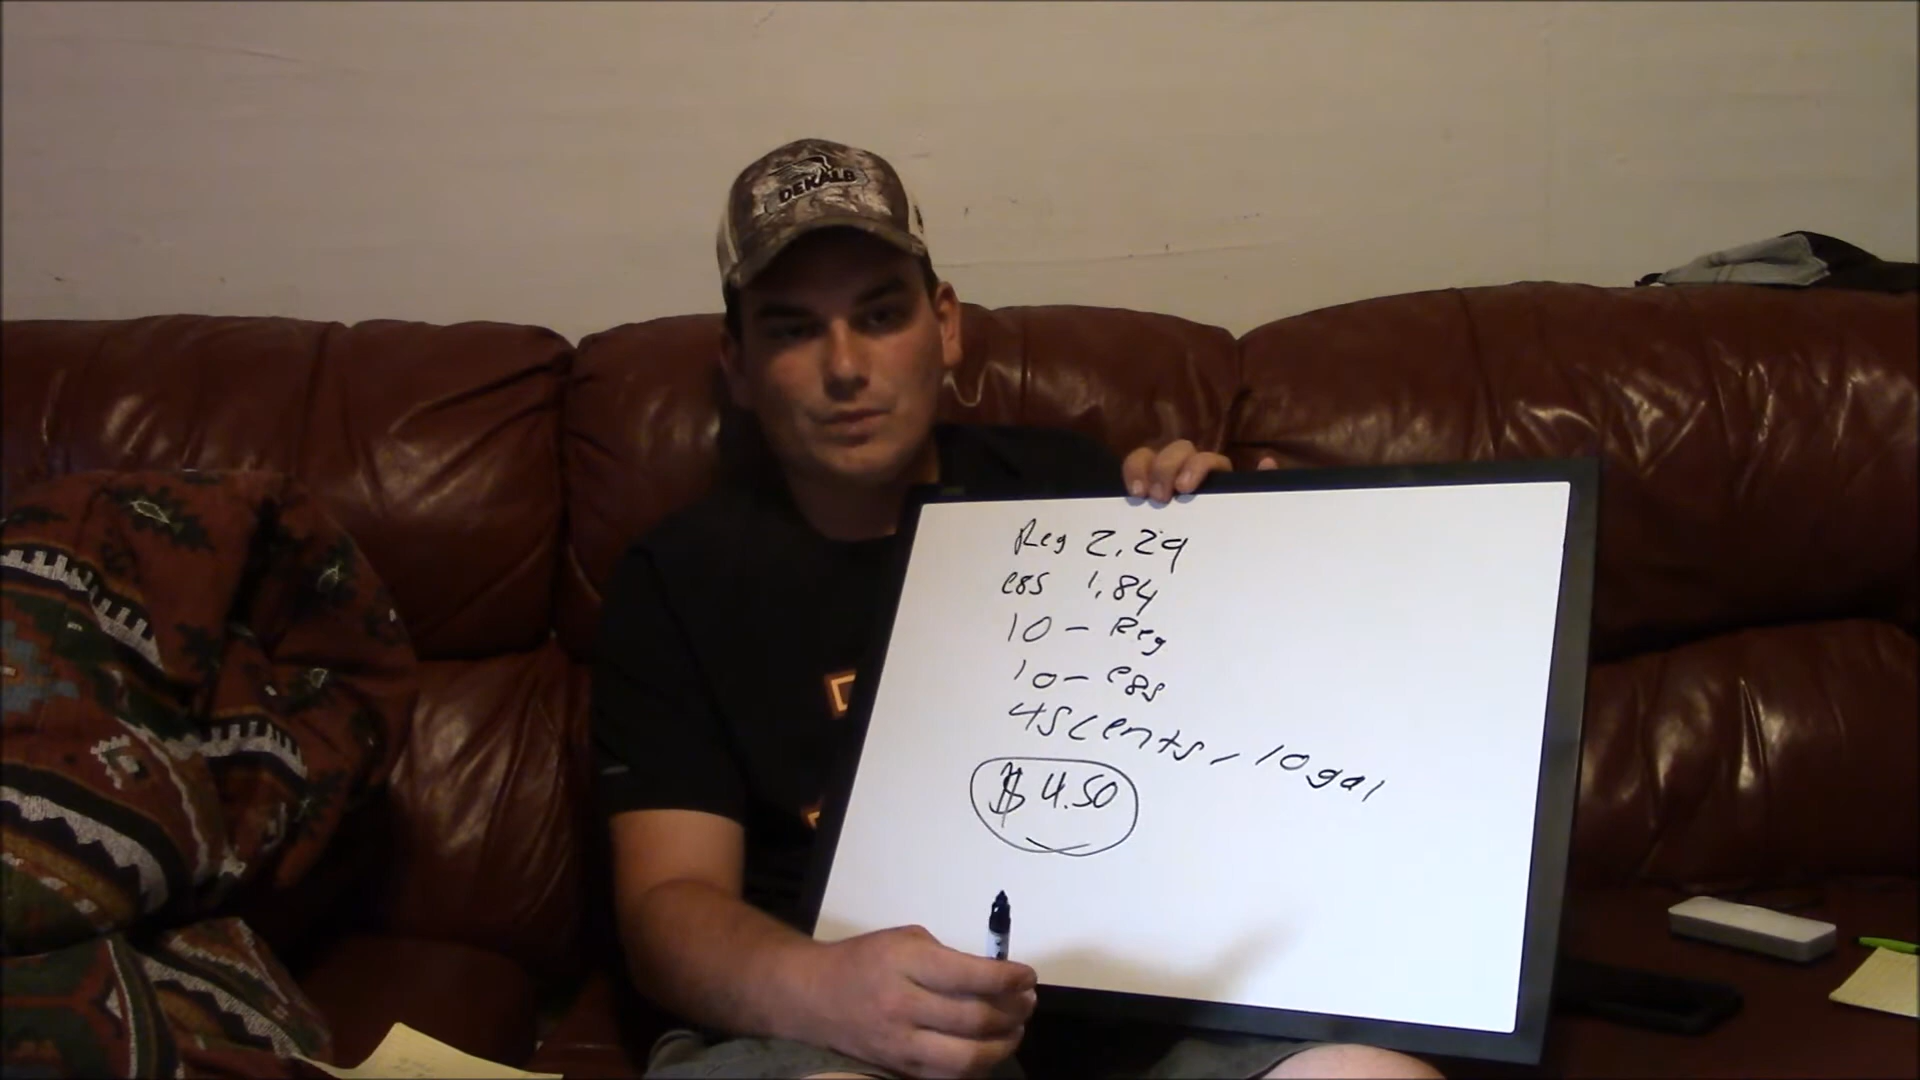 DEKALB
Reg 2.29
e85 1.84
10 - Reg
10 - e85
45 cents, 10 gal
$4.50